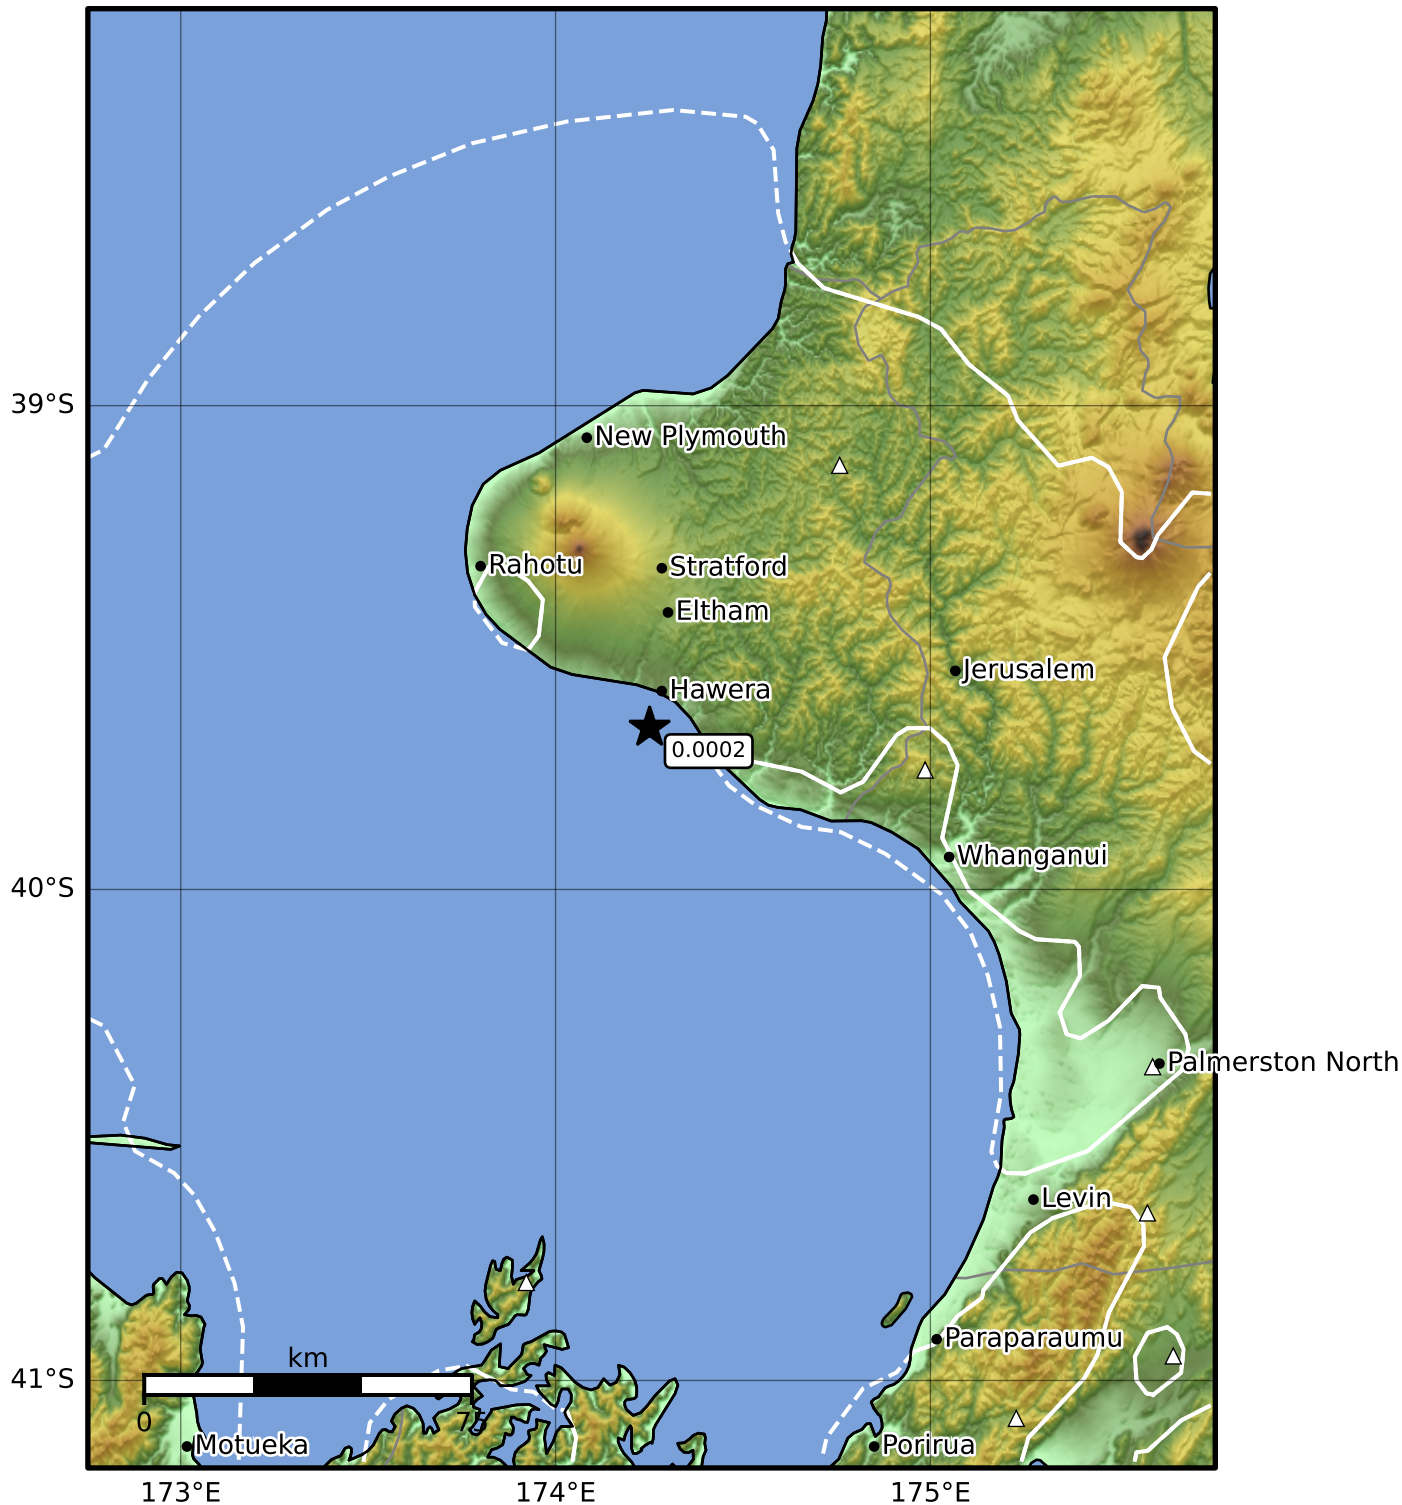 39°S
New Plymouth
Rahotu
Stratford
Eltham
Jerusalem
Hawera
0.0002
Whanganui
40°S
Palmerston North
Levin
Paraparaumu
km
41°S
0
75
Motueka
Porirua
173°E
174°E
175°E